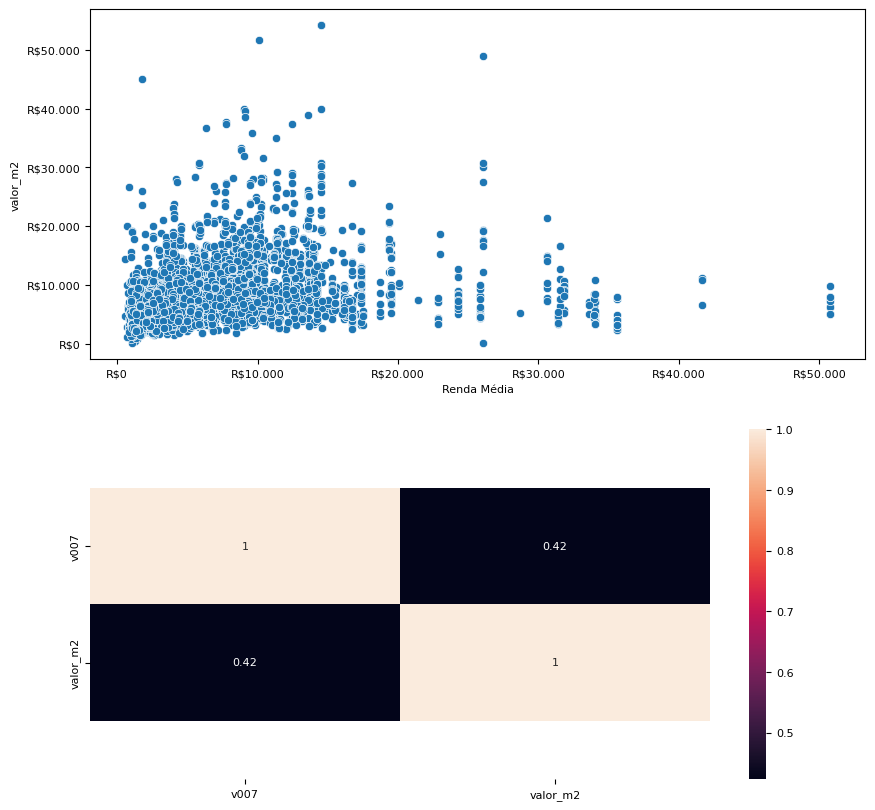 R$50.000
R$40.000
R$30.000
R$20.000
R$10.000
R$0
valor_m2
R$0 R$10.000 R$20.000 R$30.000 R$40.000 R$50.000
Renda Média
1.0
0.9
0.8
0.7
0.6
0.5
v007
1 0.42
valor_m2
0.42 1
v007 valor_m2